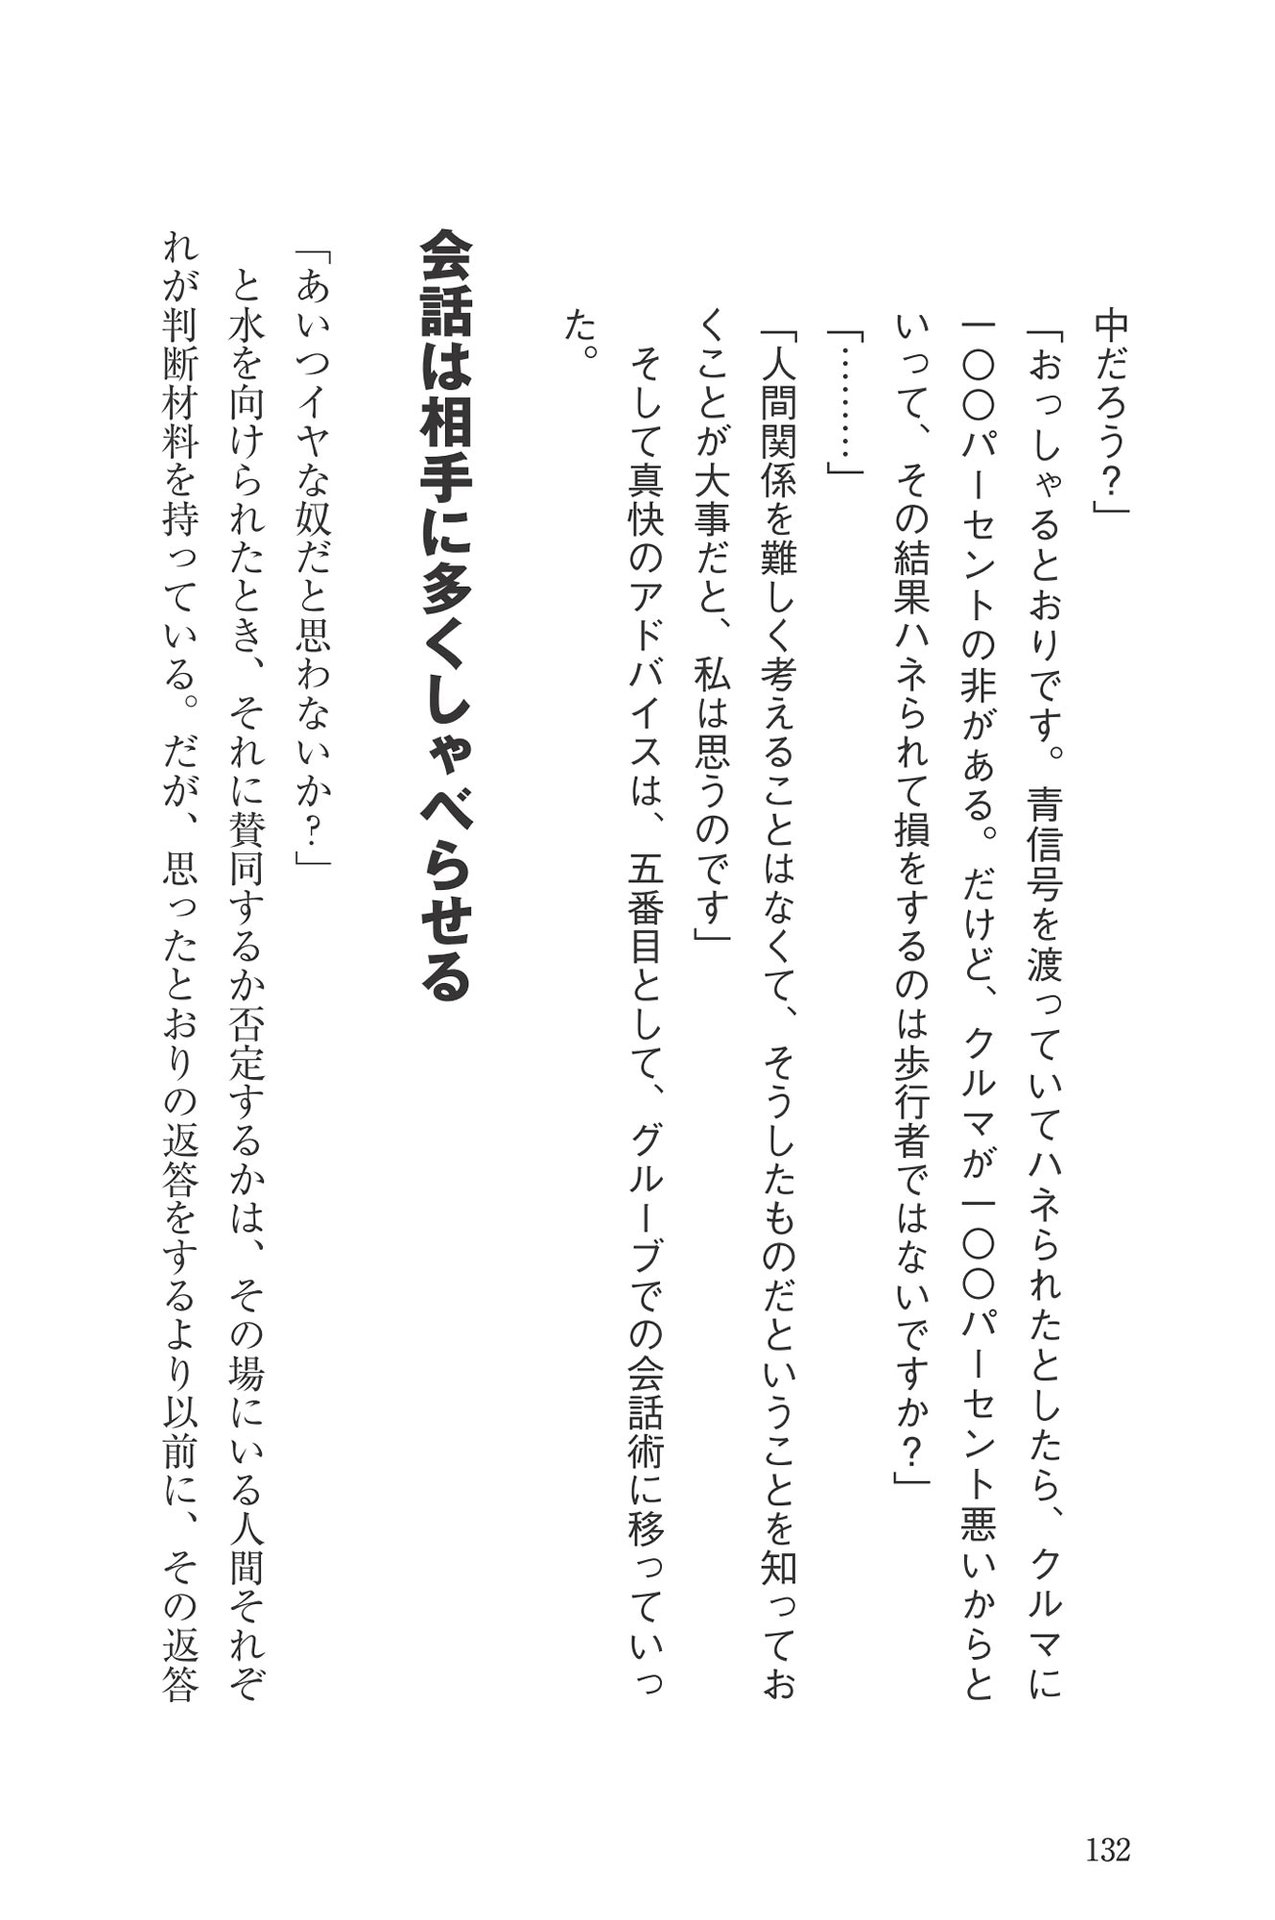 中だろう？」
「おっしゃるとおりです。青信号を渡っていてハネられたとしたら、クルマに
一〇〇パーセントの非がある。だけど、クルマが一〇〇パーセント悪いからと
いって、その結果ハネられて損をするのは歩行者ではないですか？」
「………」
「人間関係を難しく考えることはなくて、そうしたものだということを知ってお
くことが大事だと、私は思うのです」
そして真快のアドバイスは、五番目として、グループでの会話術に移っていっ
た。
会話は相手に多くしゃべらせる
「あいつイヤな奴だと思わないか？」
と水を向けられたとき、それに賛同するか否定するかは、その場にいる人間それぞ
れが判断材料を持っている。だが、思ったとおりの返答をするより以前に、その返答
132